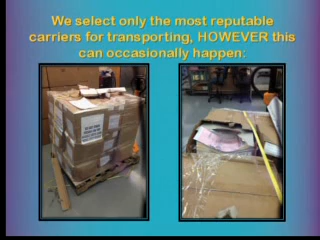 We select only the most reputable
carriers for transporting, HOWEVER this
can occasionally happen: